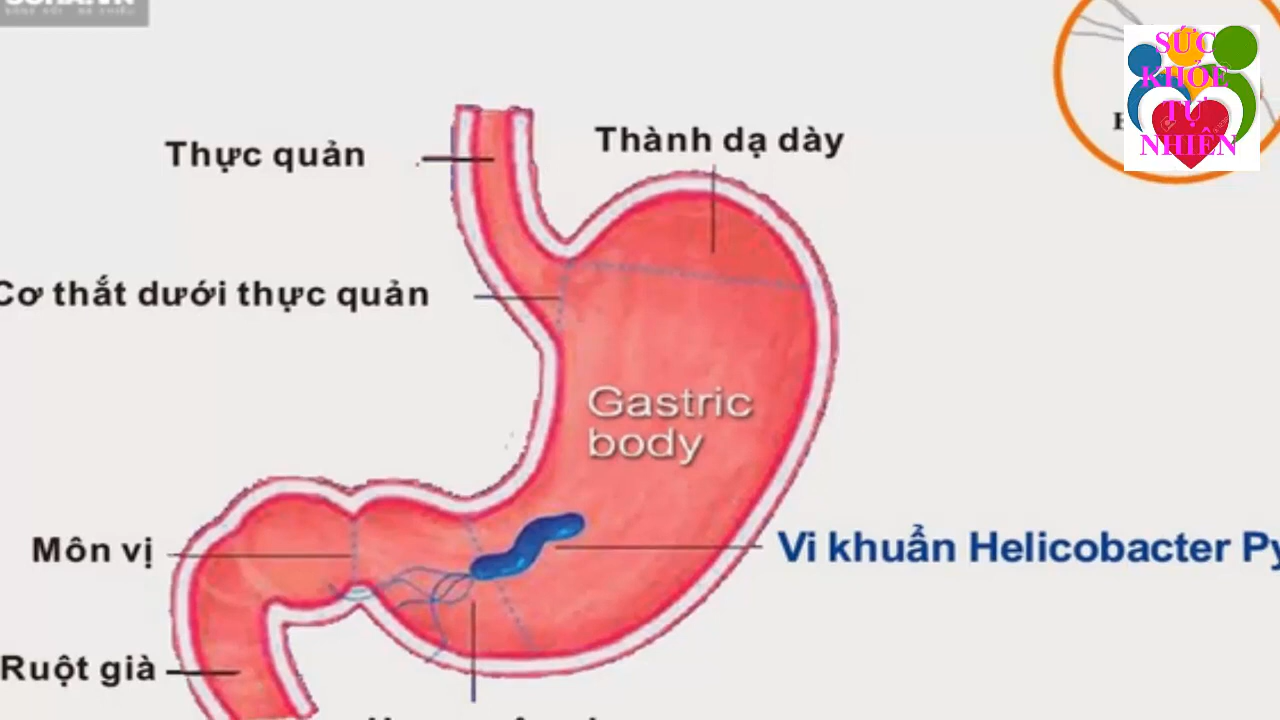 SỨC
KHỎE
TỰ
NHIÊN
Thực quản
Thành dạ dày
Cơ thắt dưới thực quản
Gastric
body
Môn vị
Vi khuẩn Helicobacter Py
Ruột già